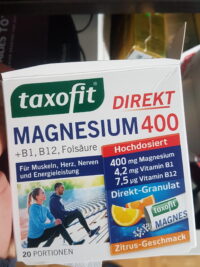 taxofit®
DIREKT
MAGNESIUM 400
+B1, B12, Folsäure
Für Muskeln, Herz, Nerven
und Energieleistung
Hochdosiert
400 mg Magnesium
4,2 mg Vitamin B1
7,5 µg Vitamin B12
Direkt-Granulat
taxofit
MAGNES
Zitrus-Geschmack
20 PORTIONEN